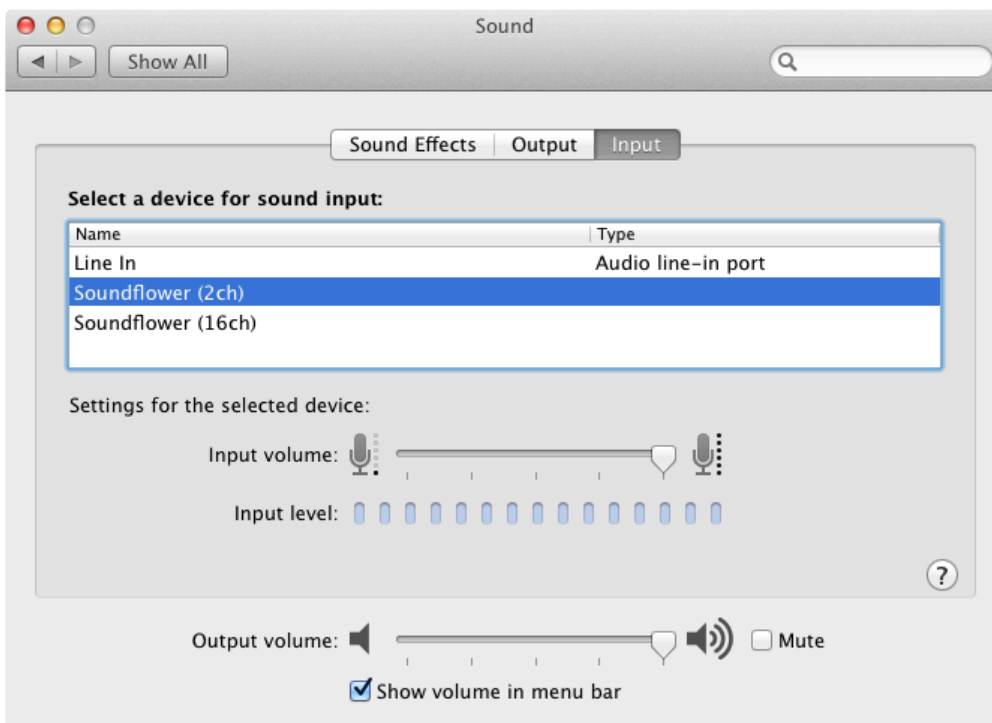 Sound
Show All
Sound Effects Output Input
Select a device for sound input:
Name Type
Line In Audio line-in port
Soundflower (2ch)
Soundflower (16ch)
Settings for the selected device:
Input volume:
Input level:
?
Output volume: Mute
Show volume in menu bar